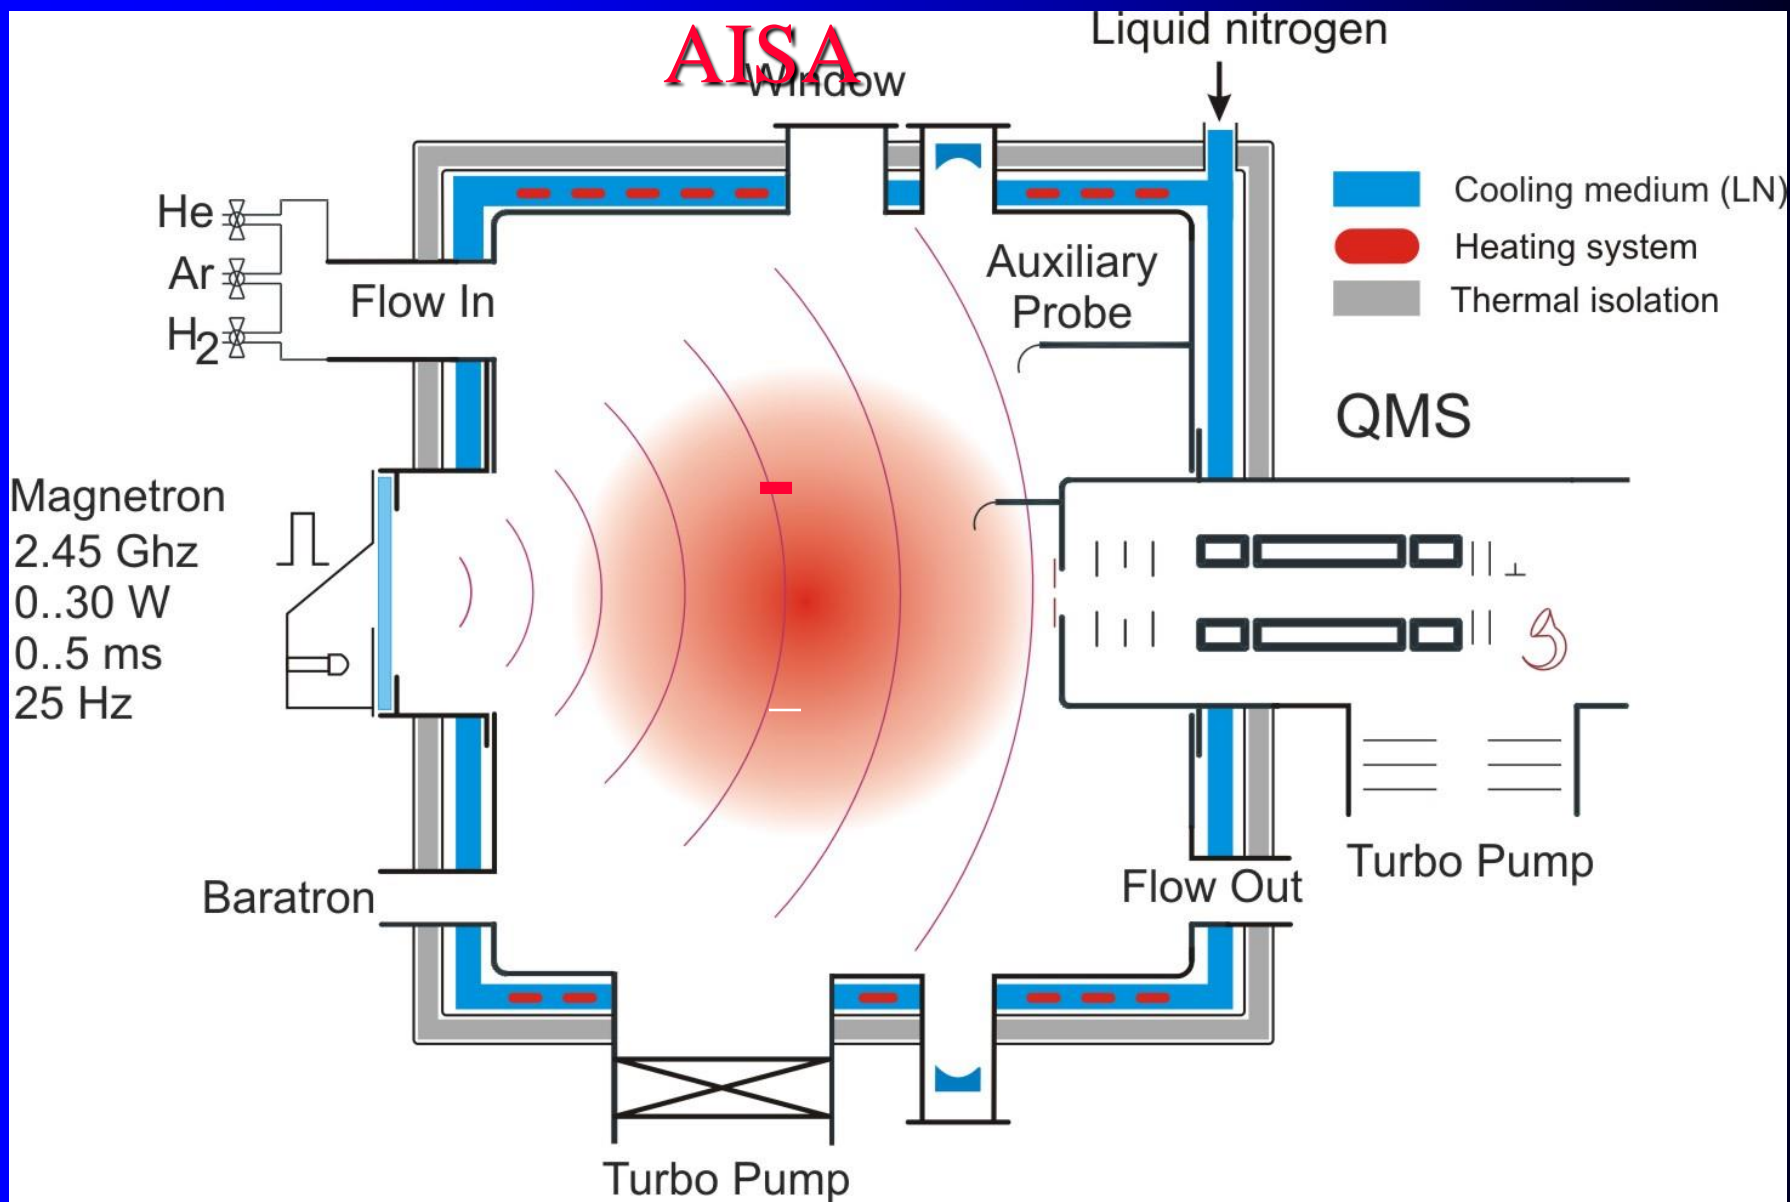 AISA
Window
Liquid nitrogen
Cooling medium (LN)
Heating system
Thermal isolation
He
Ar
H2
Flow In
Auxiliary
Probe
QMS
Magnetron
2.45 Ghz
0..30 W
0..5 ms
25 Hz
Baratron
Flow Out
Turbo Pump
Turbo Pump